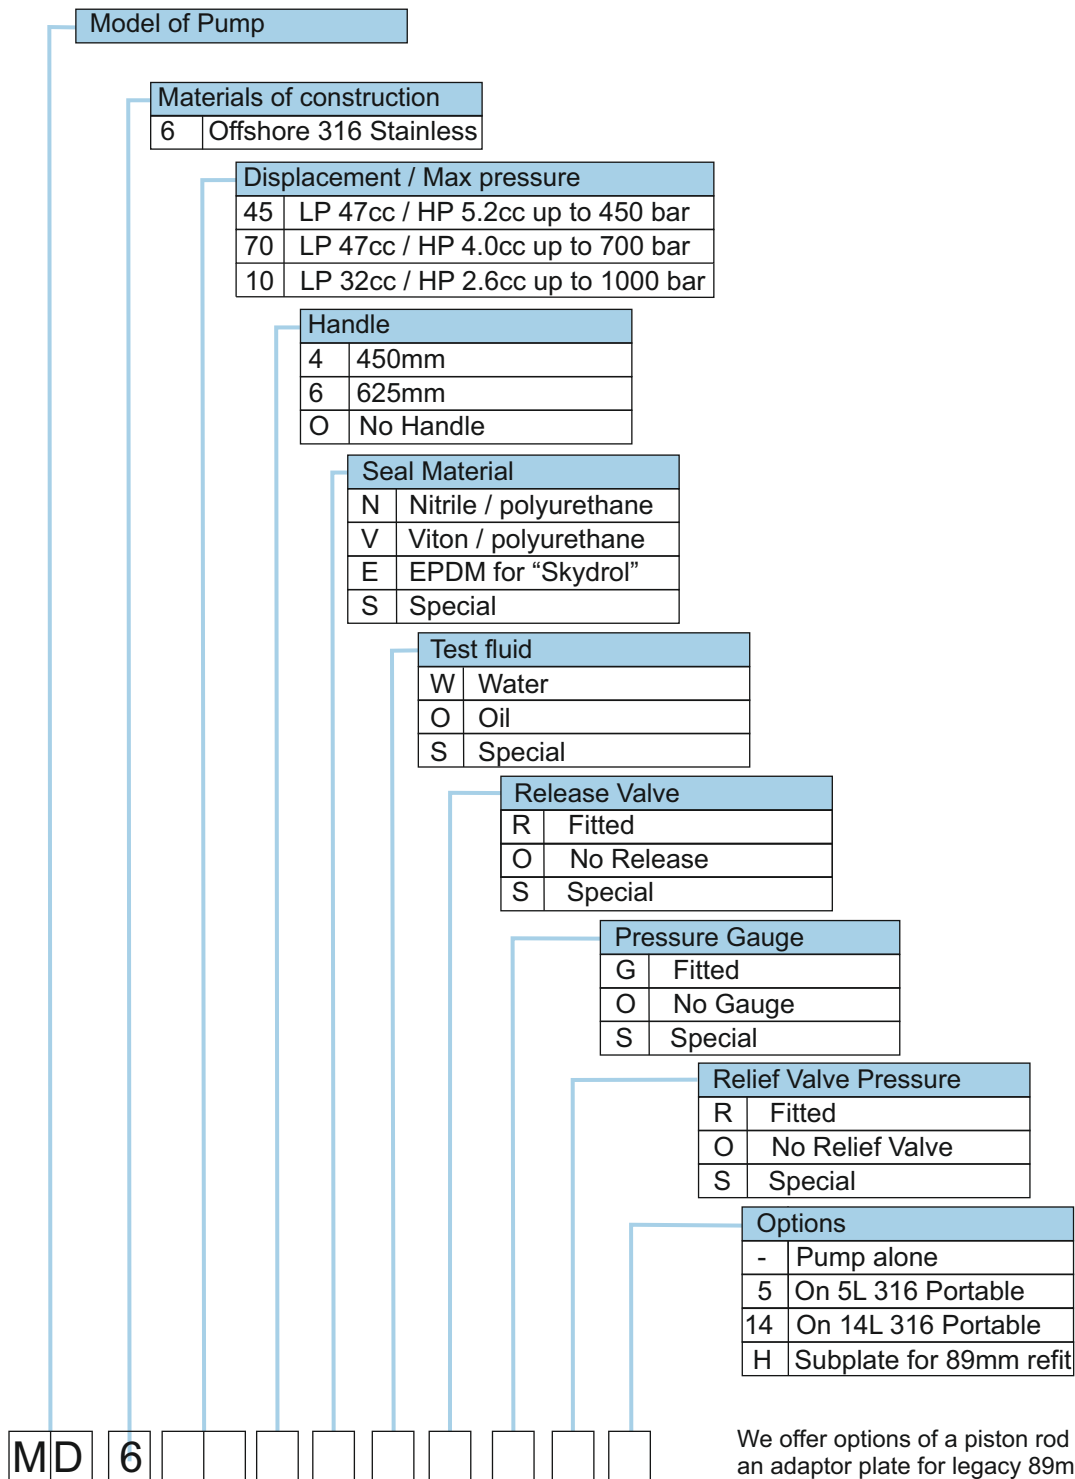 Model of Pump
Materials of construction
6 Offshore 316 Stainless
Displacement / Max pressure
45 LP 47cc / HP 5.2cc up to 450 bar
70 LP 47cc / HP 4.0cc up to 700 bar
10 LP 32cc / HP 2.6cc up to 1000 bar
Handle
4 450mm
6 625mm
O No Handle
Seal Material
N Nitrile / polyurethane
V Viton / polyurethane
E EPDM for “Skydrol”
S Special
Test fluid
W Water
O Oil
S Special
Release Valve
R Fitted
O No Release
S Special
Pressure Gauge
G Fitted
O No Gauge
S Special
Relief Valve Pressure
R Fitted
O No Relief Valve
S Special
Options
- Pump alone
5 On 5L 316 Portable
14 On 14L 316 Portable
H Subplate for 89mm refit
MD 6
We offer options of a piston rod
an adaptor plate for legacy 89m